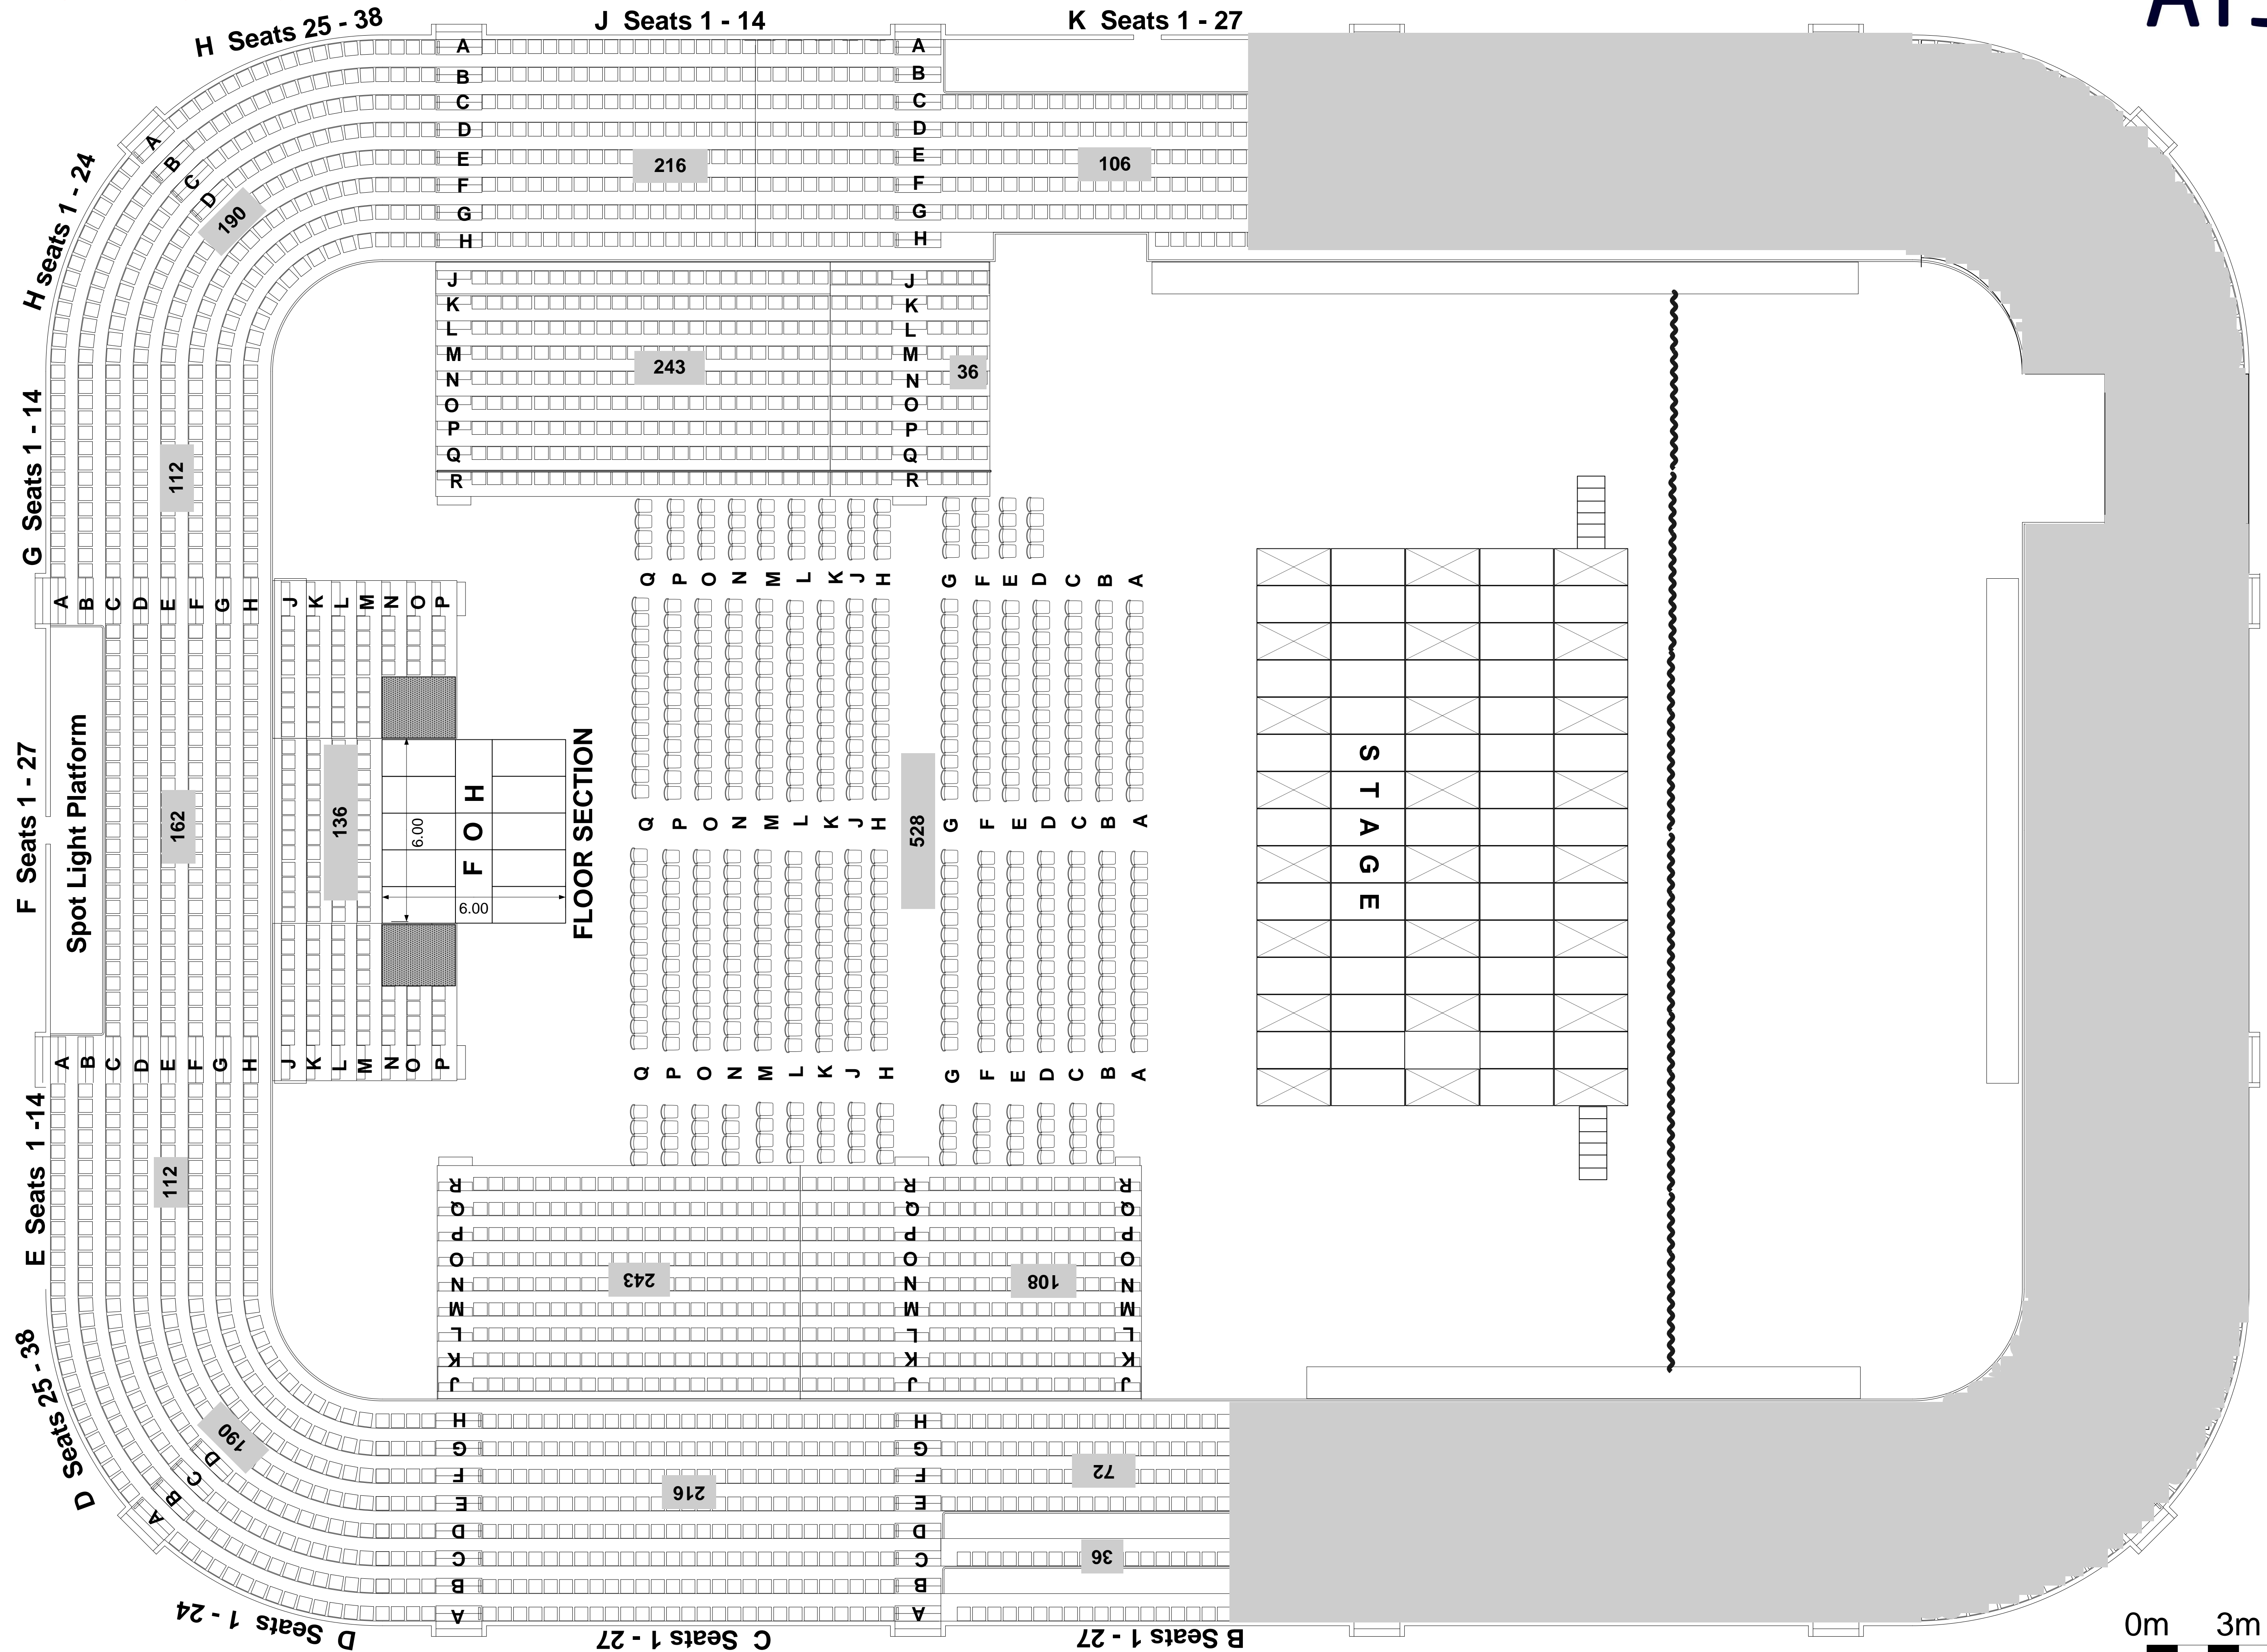 H Seats 25 - 38
J Seats 1 - 14
K Seats 1 - 27
H seats 1 - 24
G Seats 1 - 14
F Seats 1 - 27
E Seats 1 -14
D Seats 25 - 38
D Seats 1 - 24
C Seats 1 - 27
B Seats 1 - 27
A B C D E F G H
A B C D E F G H
A B C D
190
216
106
J K L M N O P Q R
J K L M N O P Q R
243
36
112
A B C D E F G H J K L M N O P
Spot Light Platform
162
136
6.00
6.00
F O H
FLOOR SECTION
A B C D E F G H J K L M N O P
112
Q P O N M L K J H G F E D C B A
Q P O N M L K J H G F E D C B A
Q P O N M L K J H G F E D C B A
528
STAGE
R Q P O N M L K J
R Q P O N M L K J
R Q P O N M L K J
243
108
H G F E D C B A
H G F E D C B A
190
D C B A
216
72
36
0m 3m